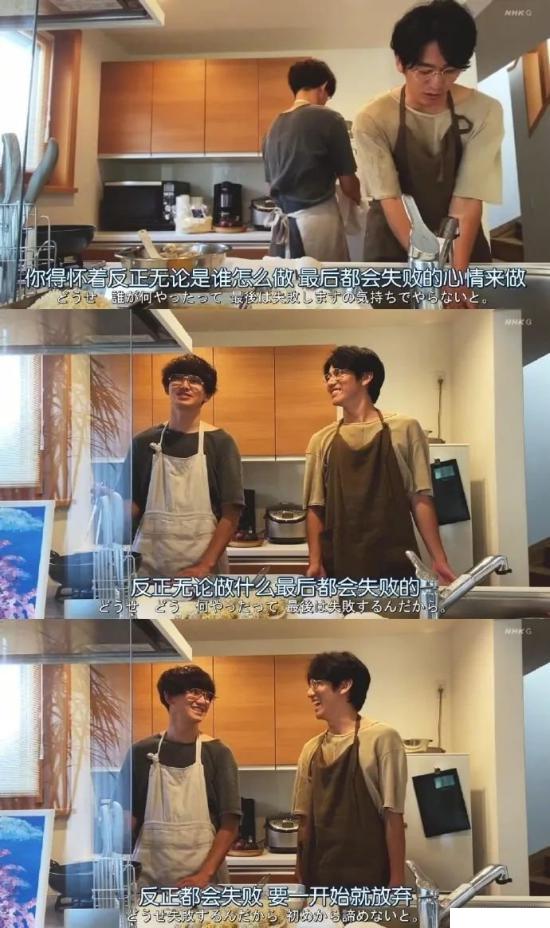 NHK G
你得怀着反正无论是谁怎么做 最后都会失败的心情来做
どうせ 誰が何やったって 最後は失敗しますの気持ちでやらないと。
NHK G
反正无论做什么最后都会失败的
どうせ どう 何やったって 最後は失敗するんだから。
NHK G
反正都会失败 要一开始就放弃
どうせ失敗するんだから 初めから諦めないと。